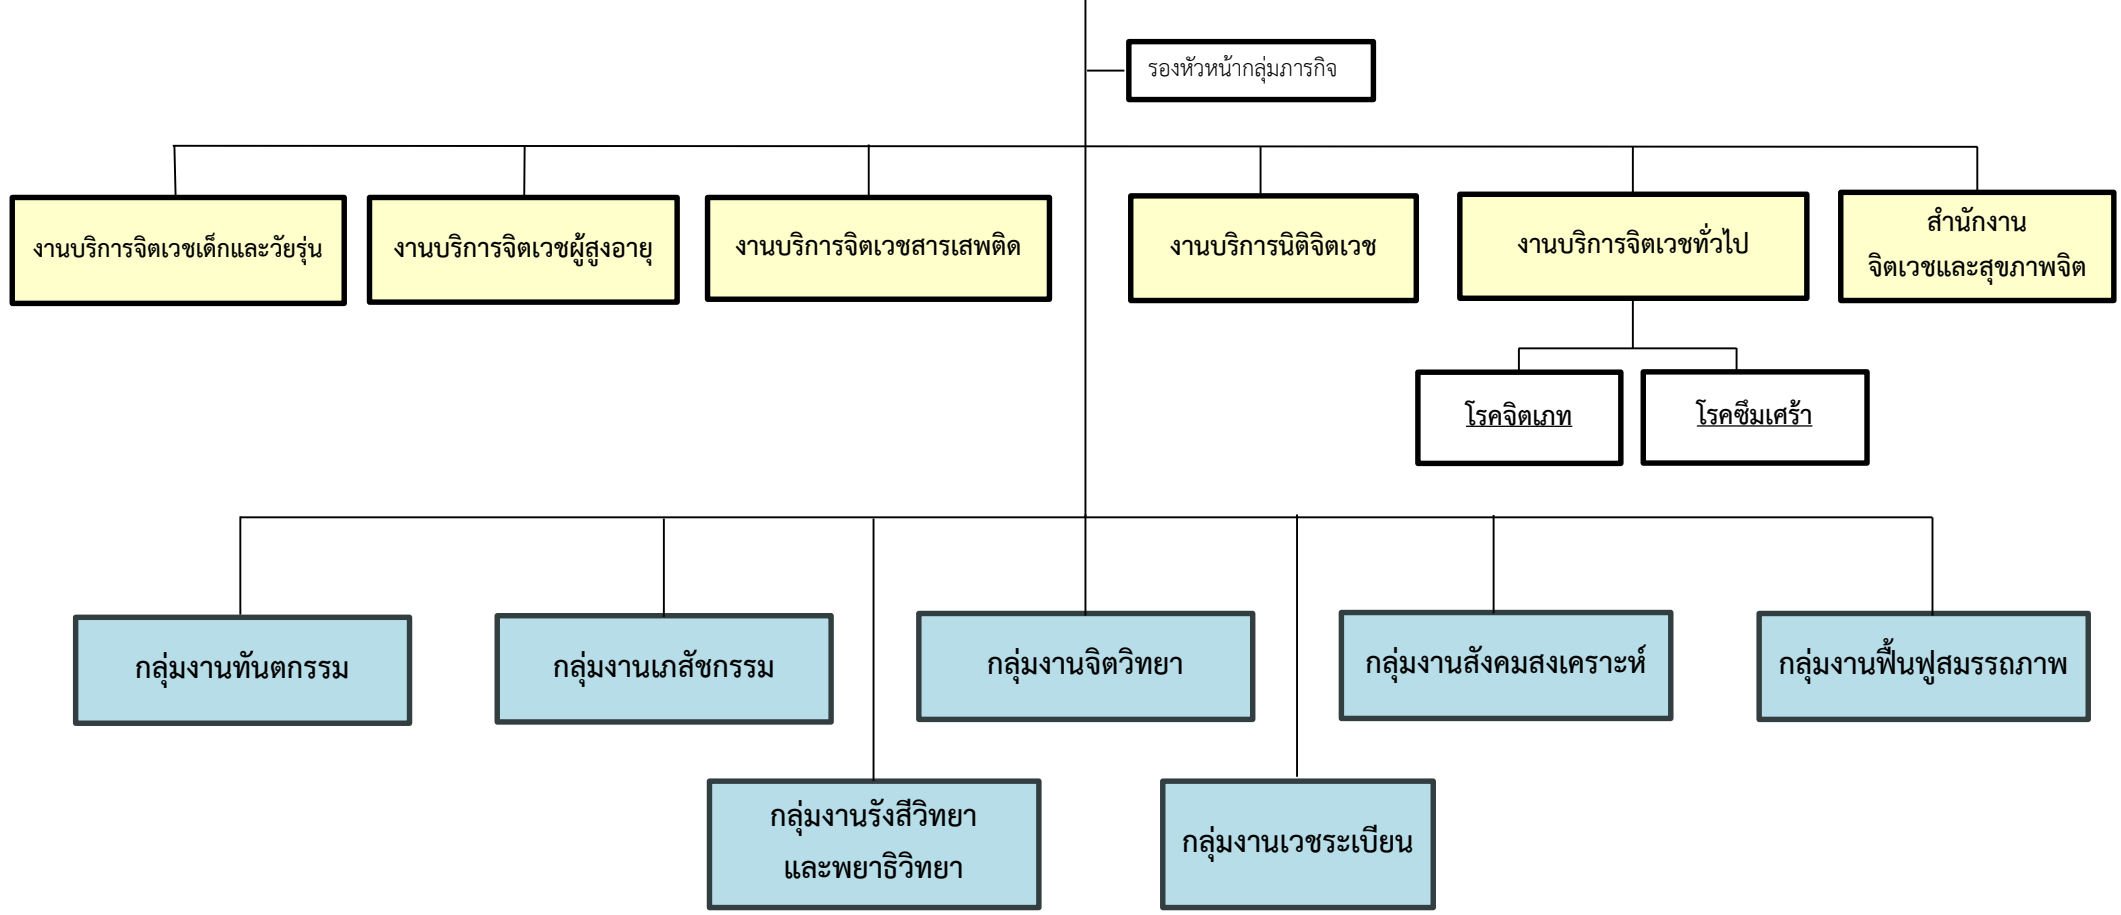 รองหัวหน้ากลุ่มภารกิจ
งานบริการจิตเวชเด็กและวัยรุ่น
งานบริการจิตเวชผู้สูงอายุ
งานบริการจิตเวชสารเสพติด
งานบริการนิติจิตเวช
งานบริการจิตเวชทั่วไป
สำนักงาน
จิตเวชและสุขภาพจิต
โรคจิตเภท
โรคซึมเศร้า
กลุ่มงานทันตกรรม
กลุ่มงานเภสัชกรรม
กลุ่มงานจิตวิทยา
กลุ่มงานสังคมสงเคราะห์
กลุ่มงานฟื้นฟูสมรรถภาพ
กลุ่มงานรังสีวิทยา
และพยาธิวิทยา
กลุ่มงานเวชระเบียน